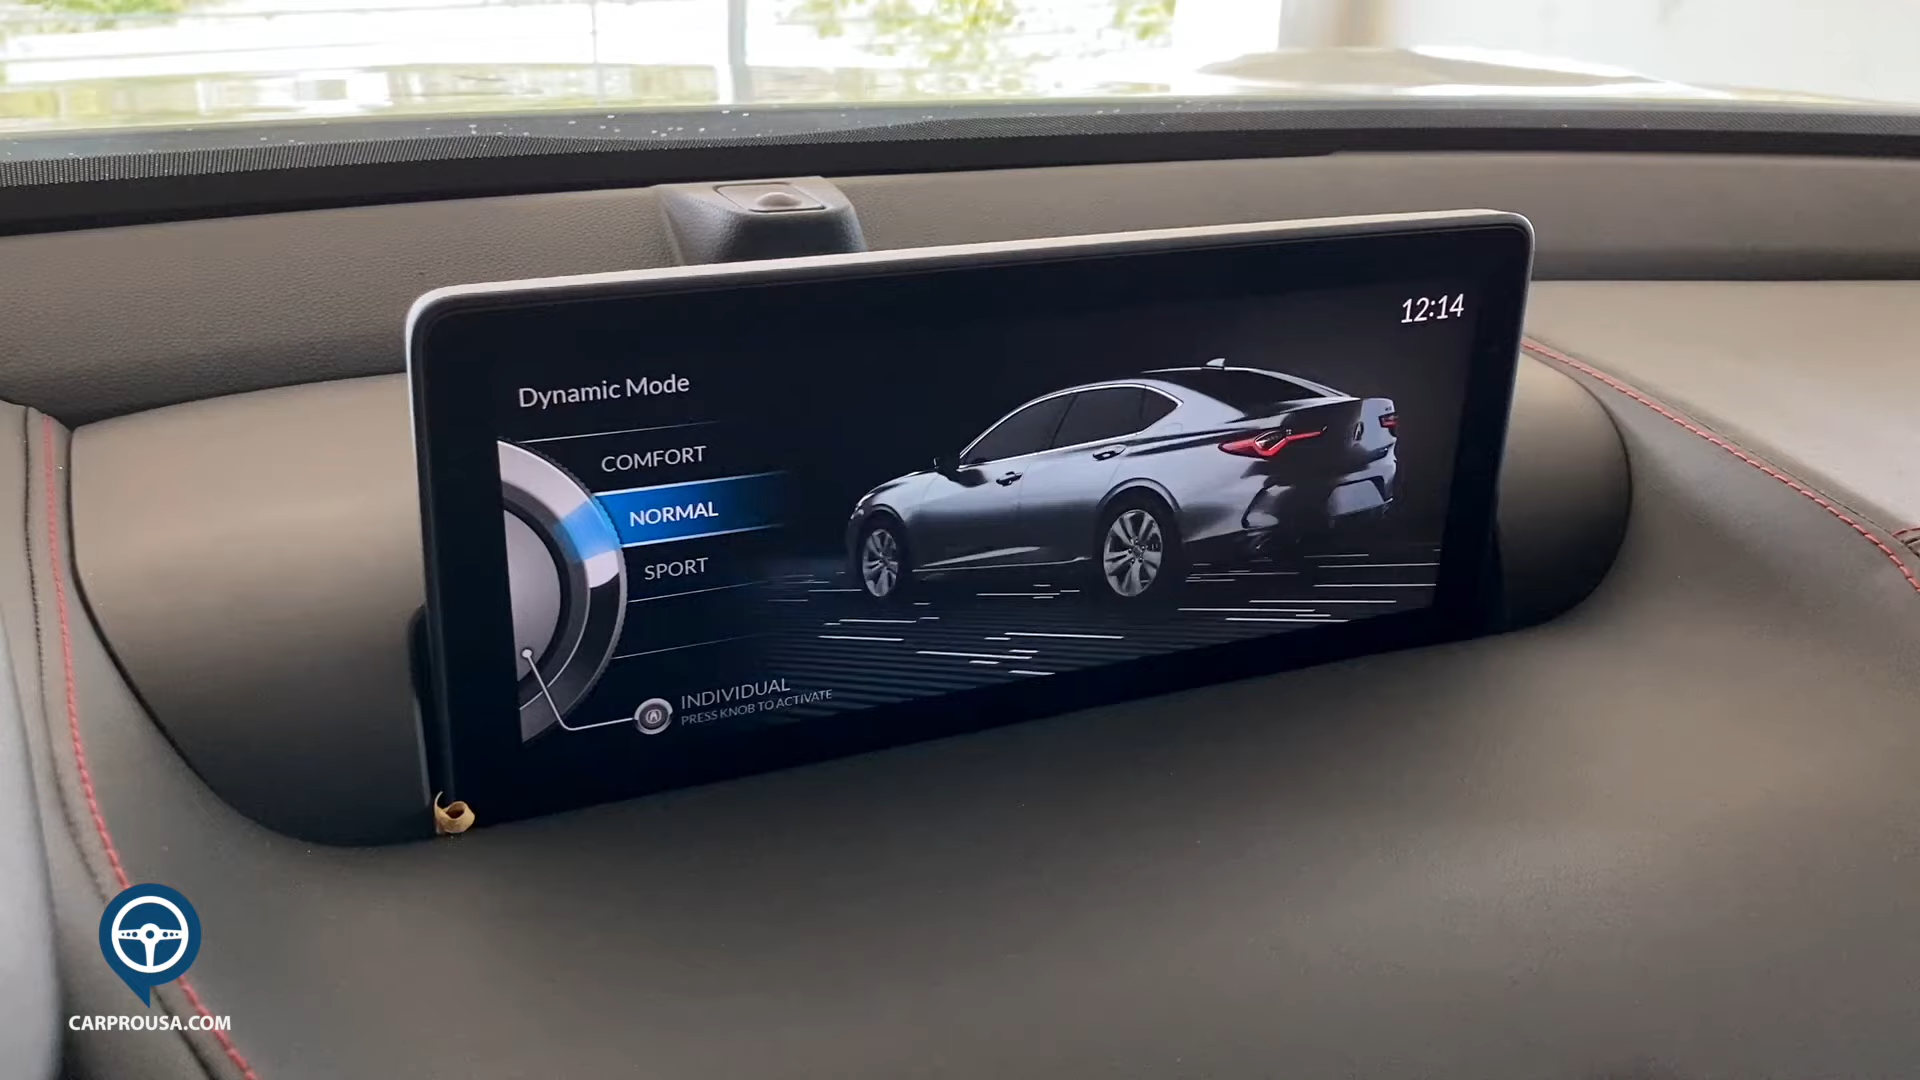 12:14
Dynamic Mode
COMFORT
NORMAL
SPORT
INDIVIDUAL
PRESS KNOB TO ACTIVATE
CARPROUSA.COM